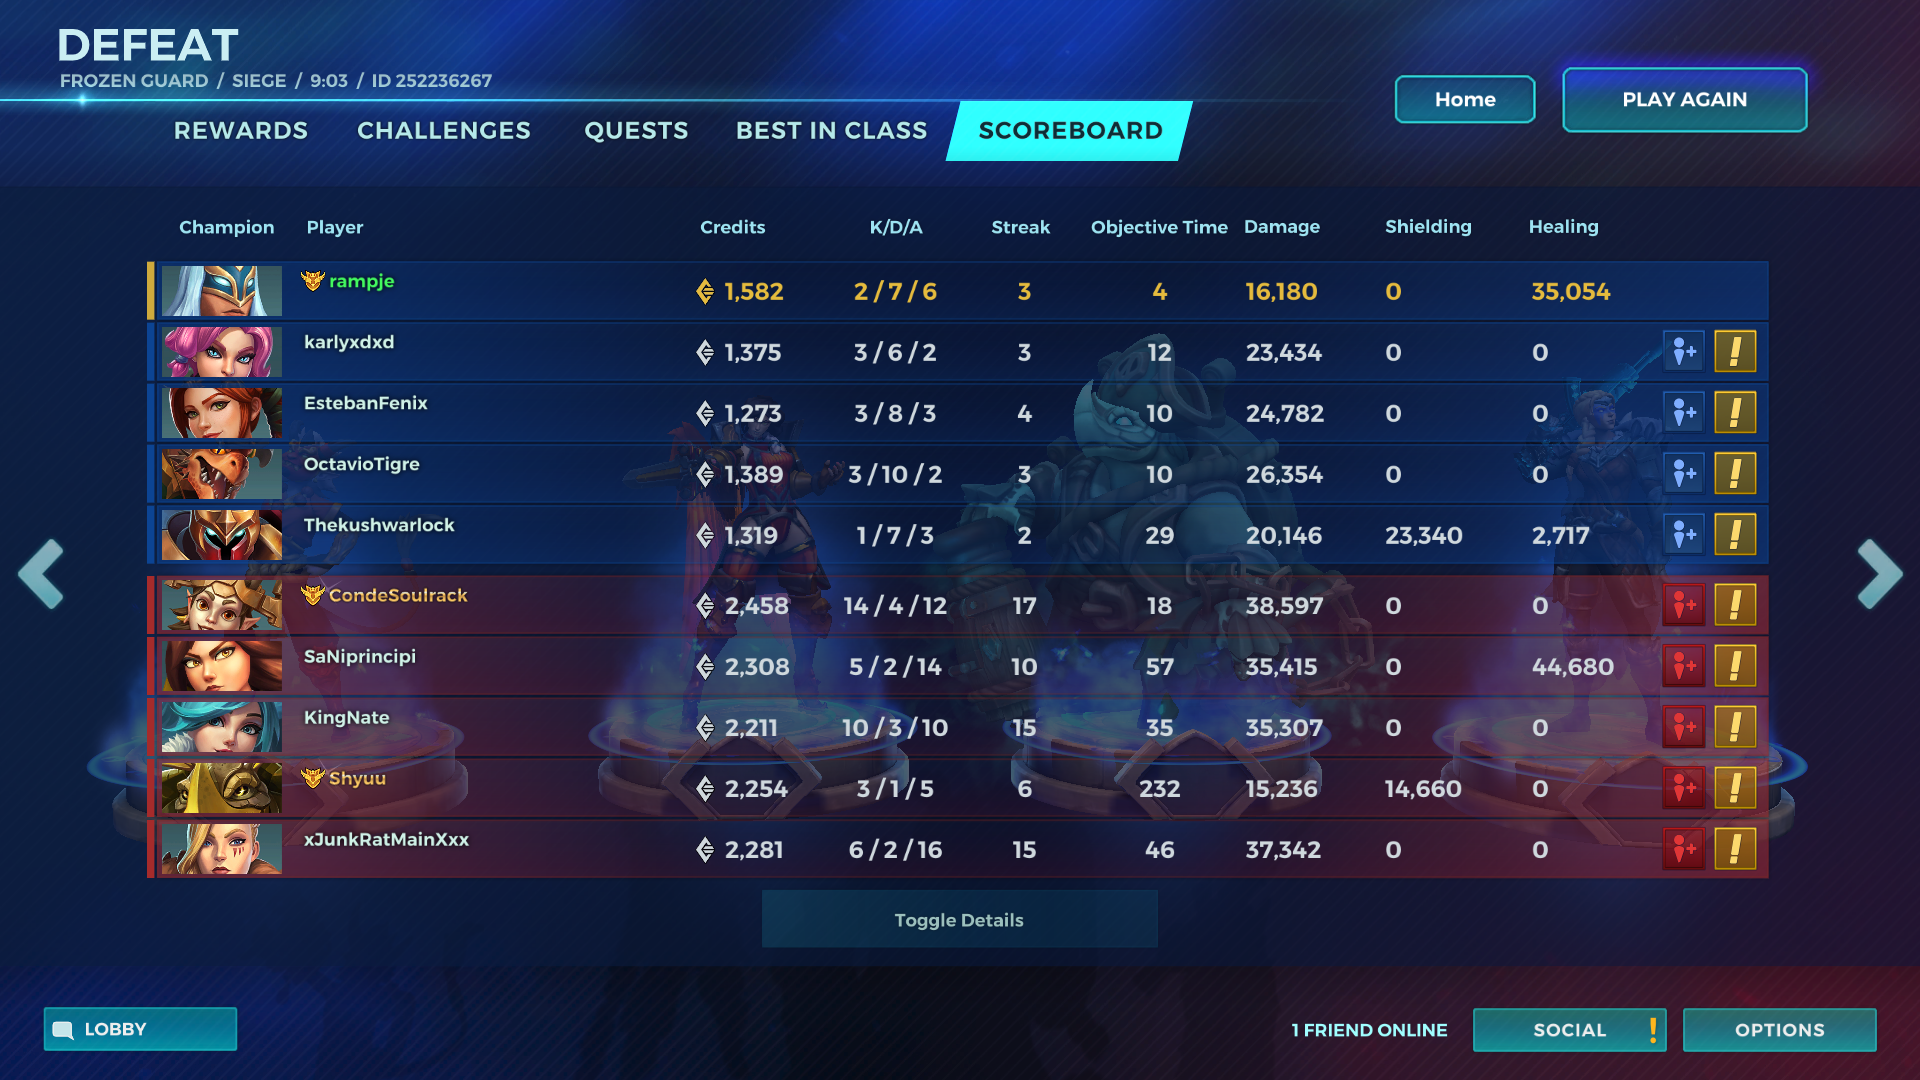 DEFEAT
FROZEN GUARD / SIEGE / 9:03 / ID 252236267
Home
PLAY AGAIN
REWARDS CHALLENGES QUESTS BEST IN CLASS SCOREBOARD
Champion Player Credits K/D/A Streak Objective Time Damage Shielding Healing
rampje 1,582 2 / 7 / 6 3 4 16,180 0 35,054
karlyxdxd 1,375 3 / 6 / 2 3 12 23,434 0 0
EstebanFenix 1,273 3 / 8 / 3 4 10 24,782 0 0
OctavioTigre 1,389 3 / 10 / 2 3 10 26,354 0 0
Thekushwarlock 1,319 1 / 7 / 3 2 29 20,146 23,340 2,717
CondeSoulrack 2,458 14 / 4 / 12 17 18 38,597 0 0
SaNiprincipi 2,308 5 / 2 / 14 10 57 35,415 0 44,680
KingNate 2,211 10 / 3 / 10 15 35 35,307 0 0
Shyuu 2,254 3 / 1 / 5 6 232 15,236 14,660 0
xJunkRatMainXxx 2,281 6 / 2 / 16 15 46 37,342 0 0
Toggle Details
LOBBY
1 FRIEND ONLINE
SOCIAL !
OPTIONS